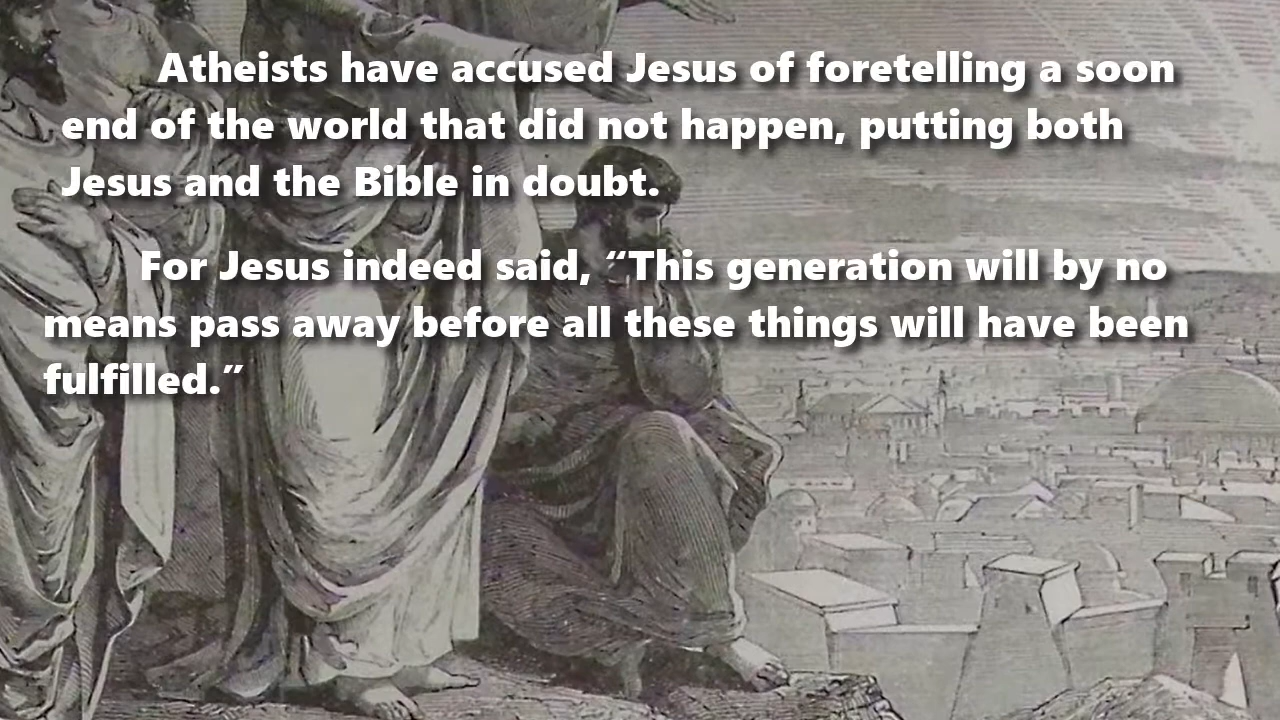 Atheists have accused Jesus of foretelling a soon
end of the world that did not happen, putting both
Jesus and the Bible in doubt.
For Jesus indeed said, “This generation will by no
means pass away before all these things will have been
fulfilled.”